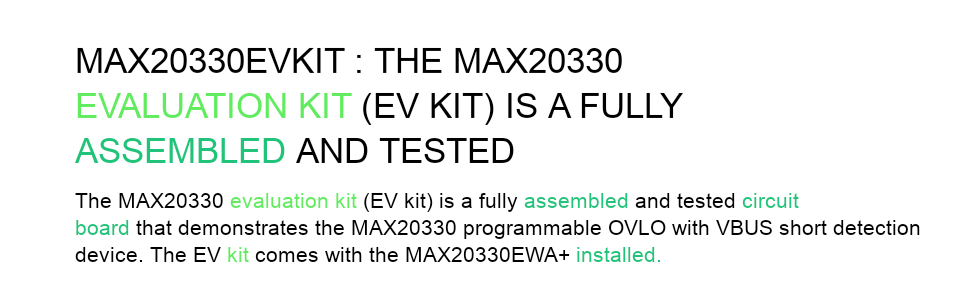 MAX20330EVKIT : THE MAX20330
EVALUATION KIT (EV KIT) IS A FULLY
ASSEMBLED AND TESTED
The MAX20330 evaluation kit (EV kit) is a fully assembled and tested circuit
board that demonstrates the MAX20330 programmable OVLO with VBUS short detection
device. The EV kit comes with the MAX20330EWA+ installed.